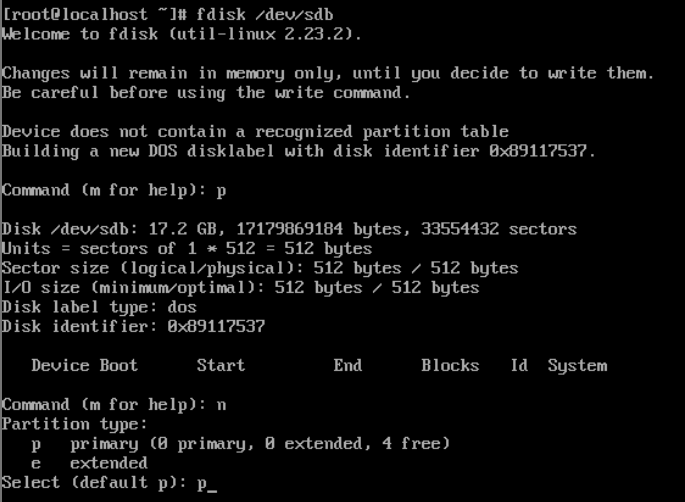 [root@localhost ~]# fdisk /dev/sdb
Welcome to fdisk (util-linux 2.23.2).
Changes will remain in memory only, until you decide to write them.
Be careful before using the write command.
Device does not contain a recognized partition table
Building a new DOS disklabel with disk identifier 0x89117537.
Command (m for help): p
Disk /dev/sdb: 17.2 GB, 17179869184 bytes, 33554432 sectors
Units = sectors of 1 * 512 = 512 bytes
Sector size (logical/physical): 512 bytes / 512 bytes
I/O size (minimum/optimal): 512 bytes / 512 bytes
Disk label type: dos
Disk identifier: 0x89117537
Device Boot      Start         End      Blocks   Id  System
Command (m for help): n
Partition type:
p   primary (0 primary, 0 extended, 4 free)
e   extended
Select (default p): p_